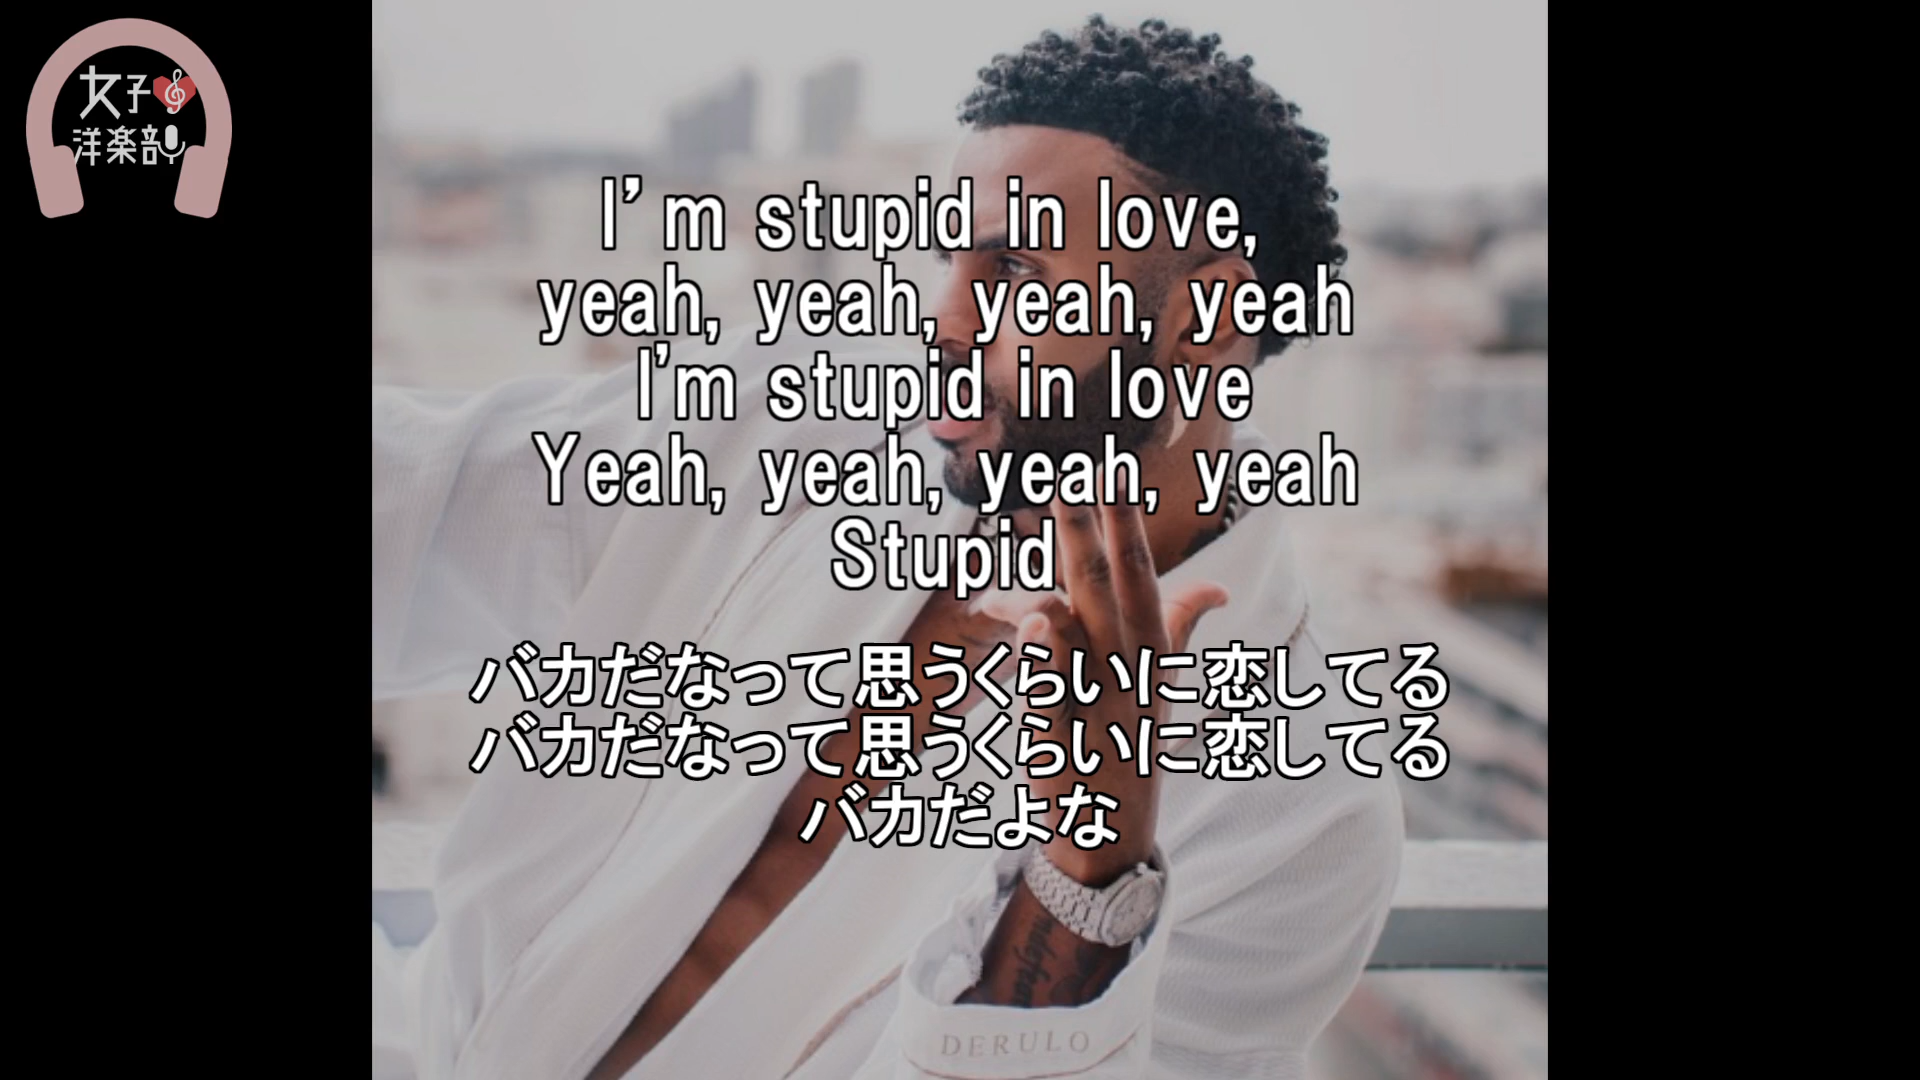 女子
洋楽部
I'm stupid in love,
yeah, yeah, yeah, yeah
I'm stupid in love
Yeah, yeah, yeah, yeah
Stupid
バカだなって思うくらいに恋してる
バカだなって思うくらいに恋してる
バカだよな
DERULO